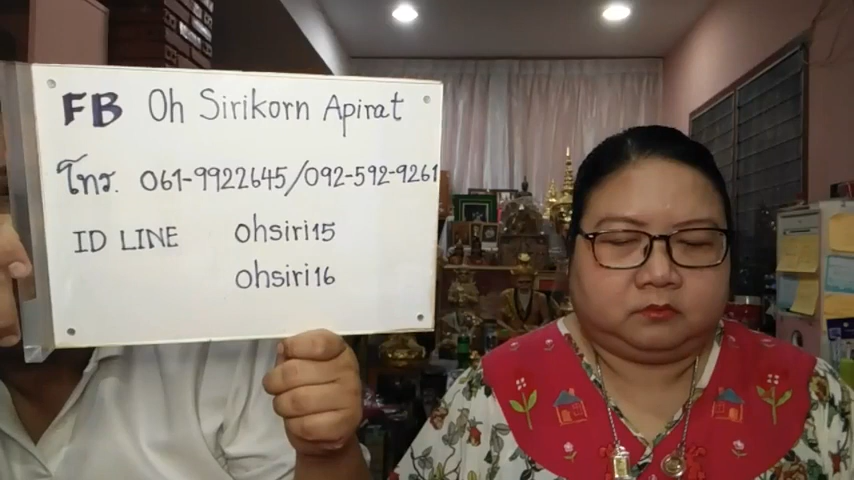 FB Oh Sirikorn Apirat
โทร. 061-9922645/092-592-9261
ID LINE ohsiri15
ohsiri16